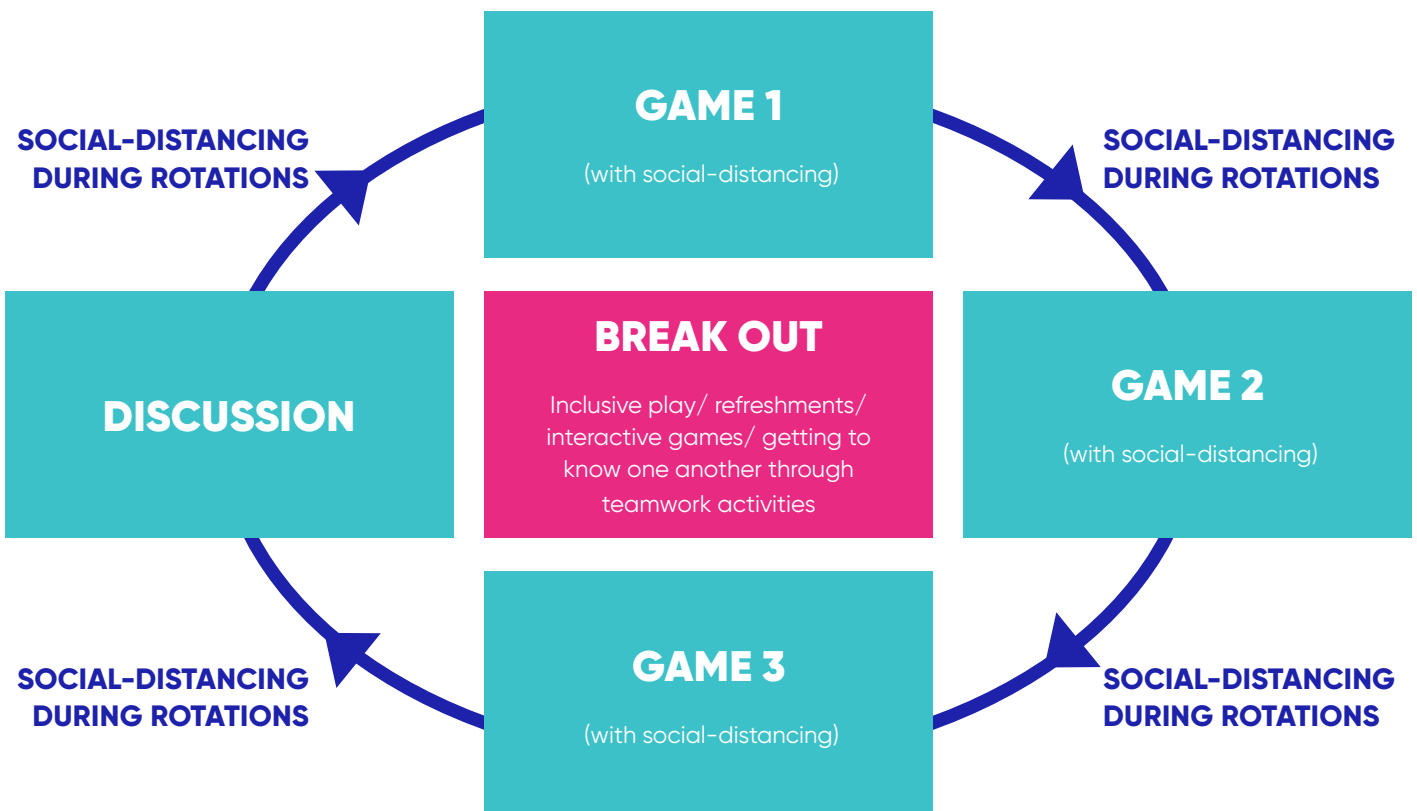 GAME 1
(with social-distancing)
SOCIAL-DISTANCING
DURING ROTATIONS
SOCIAL-DISTANCING
DURING ROTATIONS
DISCUSSION
BREAK OUT
Inclusive play/ refreshments/
interactive games/ getting to
know one another through
teamwork activities
GAME 2
(with social-distancing)
SOCIAL-DISTANCING
DURING ROTATIONS
GAME 3
(with social-distancing)
SOCIAL-DISTANCING
DURING ROTATIONS